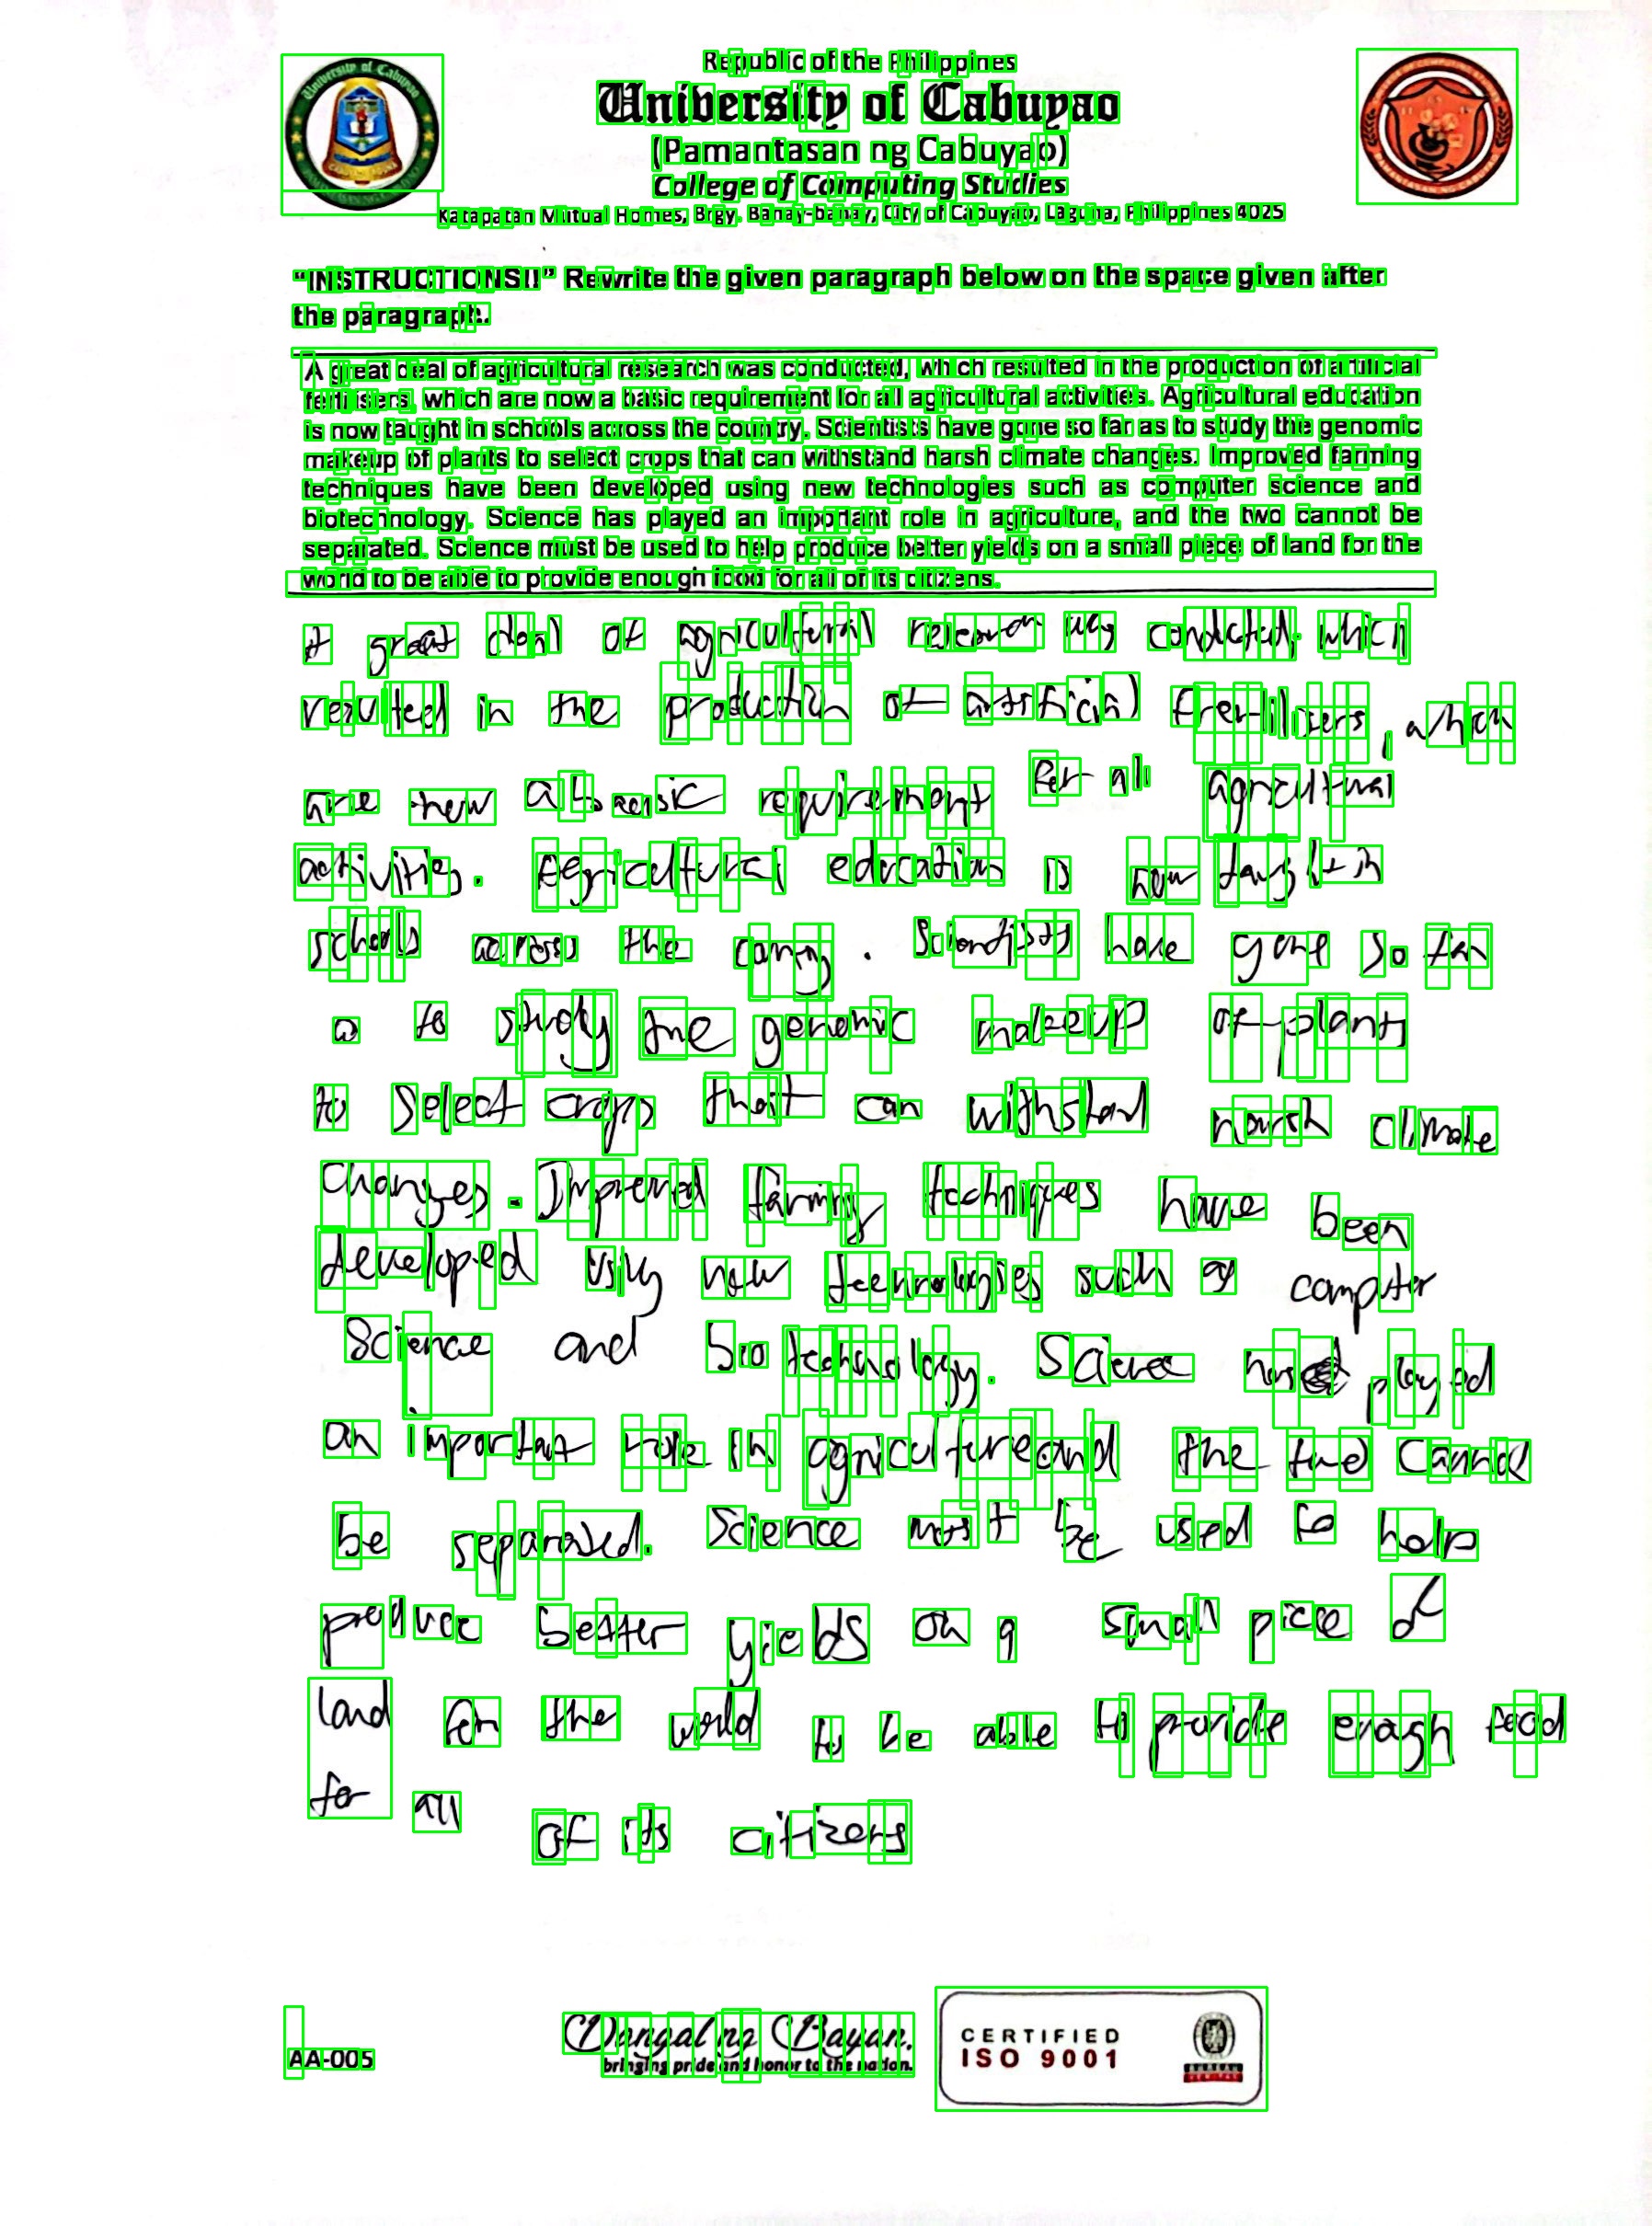 Republic of the Philippines
University of Cabuyao
(Pamantasan ng Cabuyao)
College of Computing Studies
Katapatan Mutual Homes, Brgy. Banay-banay, City of Cabuyao, Laguna, Philippines 4025
“INSTRUCTIONS!!” Rewrite the given paragraph below on the space given after
the paragraph.
A great deal of agricultural research was conducted, which resulted in the production of artificial
fertilisers, which are now a basic requirement for all agricultural activities. Agricultural education
is now taught in schools across the country. Scientists have gone so far as to study the genomic
makeup of plants to select crops that can withstand harsh climate changes. Improved farming
techniques have been developed using new technologies such as computer science and
biotechnology. Science has played an important role in agriculture, and the two cannot be
separated. Science must be used to help produce better yields on a small piece of land for the
world to be able to provide enough food for all of its citizens.
A great deal of agricultural research was conducted, which
resulted in the production of artificial , which
are now a basic requirement for all agricultural
activities. Agricultural education is now in
schools across the . Scientists have gone so far
as to study the genomic makeup of plants
to select crops that can withstand harsh climate
changes. Improved farming techniques have been
developed using new technologies such as computer
Science and biotechnology. Science has played
an important role in agriculture and the two Cannot
be separated. Science must be used to help
produce better yields on a small piece of
land for the world to be able to provide food
for all of its citizens
AA-005
Dangal ng Bayan.
bringing pride and honor to the nation.
CERTIFIED
ISO 9001